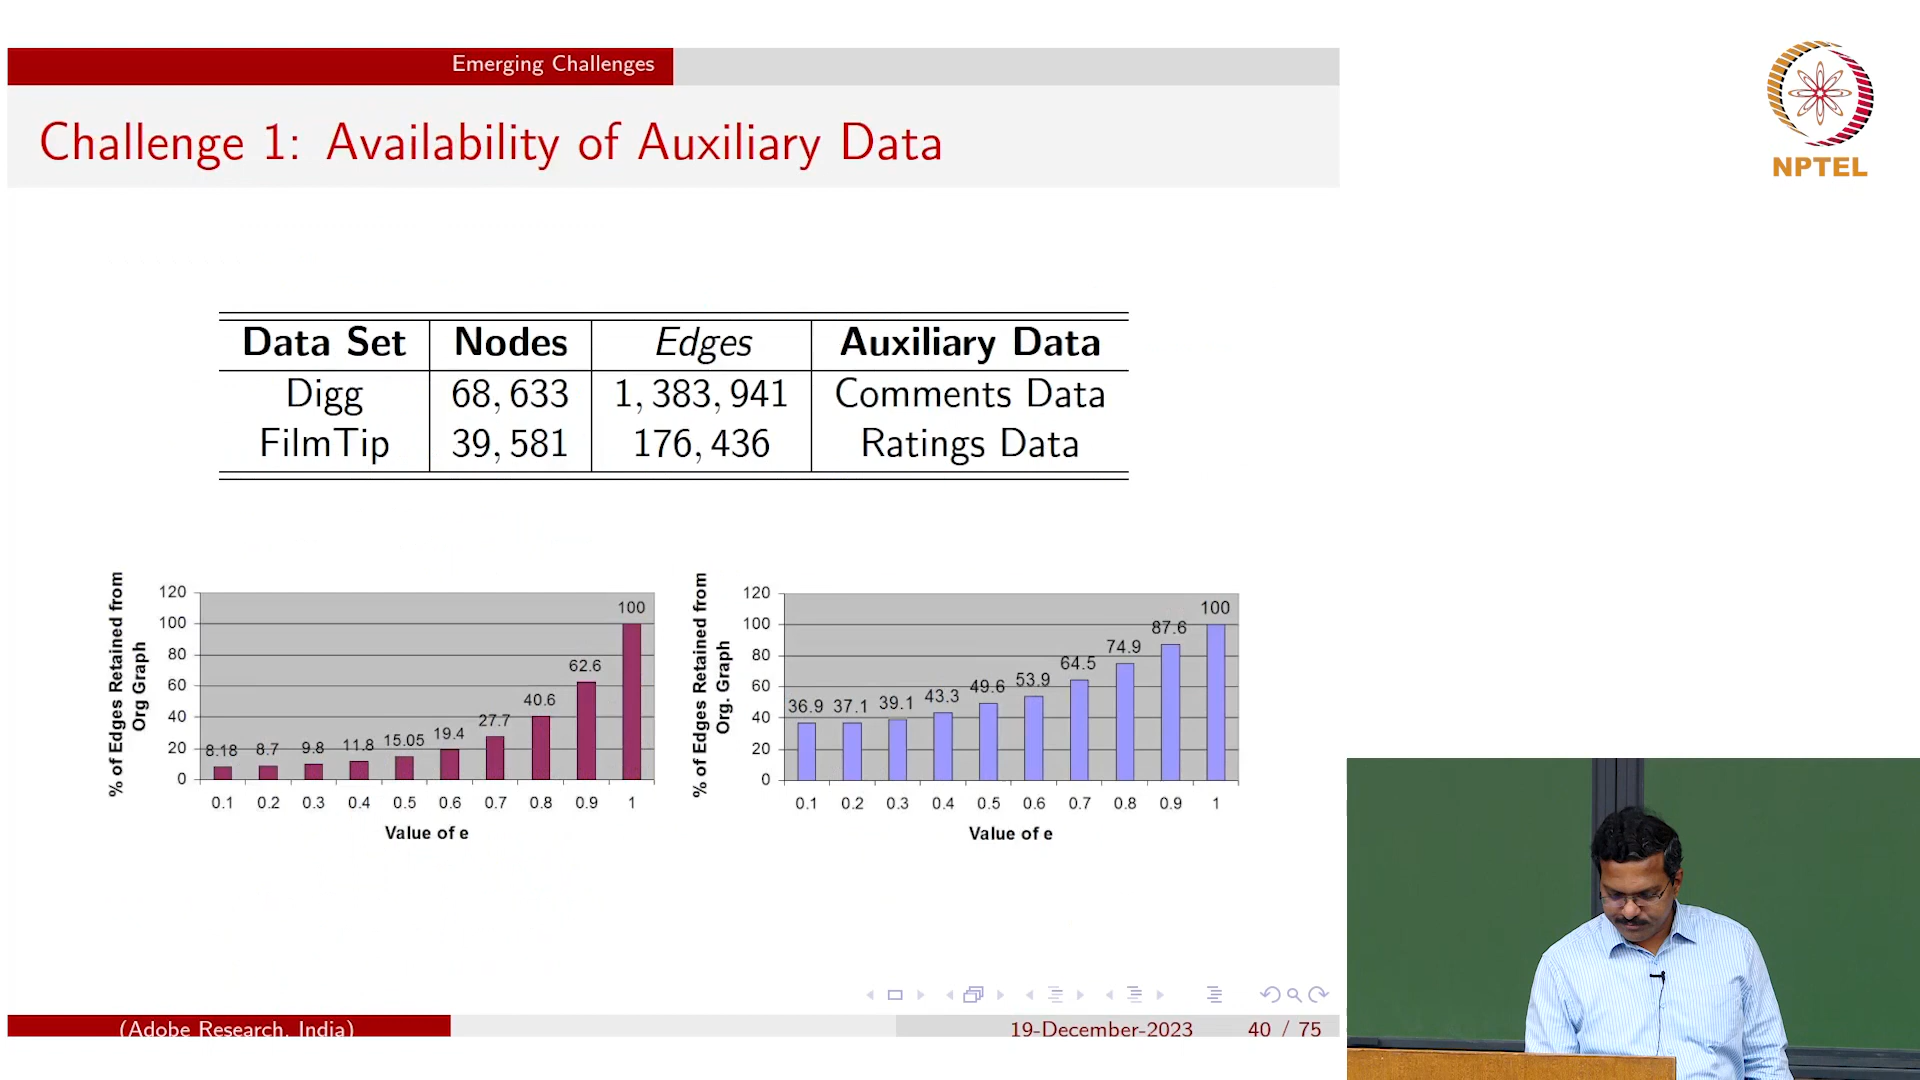 Emerging Challenges
Challenge 1: Availability of Auxiliary Data
NPTEL
Data Set Nodes Edges Auxiliary Data
Digg 68, 633 1, 383, 941 Comments Data
FilmTip 39, 581 176, 436 Ratings Data
% of Edges Retained from
Org Graph
120
100
80
60
40
20
0
8.18 8.7 9.8 11.8 15.05 19.4 27.7 40.6 62.6 100
0.1 0.2 0.3 0.4 0.5 0.6 0.7 0.8 0.9 1
Value of e
% of Edges Retained from
Org. Graph
120
100
80
60
40
20
0
36.9 37.1 39.1 43.3 49.6 53.9 64.5 74.9 87.6 100
0.1 0.2 0.3 0.4 0.5 0.6 0.7 0.8 0.9 1
Value of e
(Adobe Research, India)
19-December-2023 40 / 75